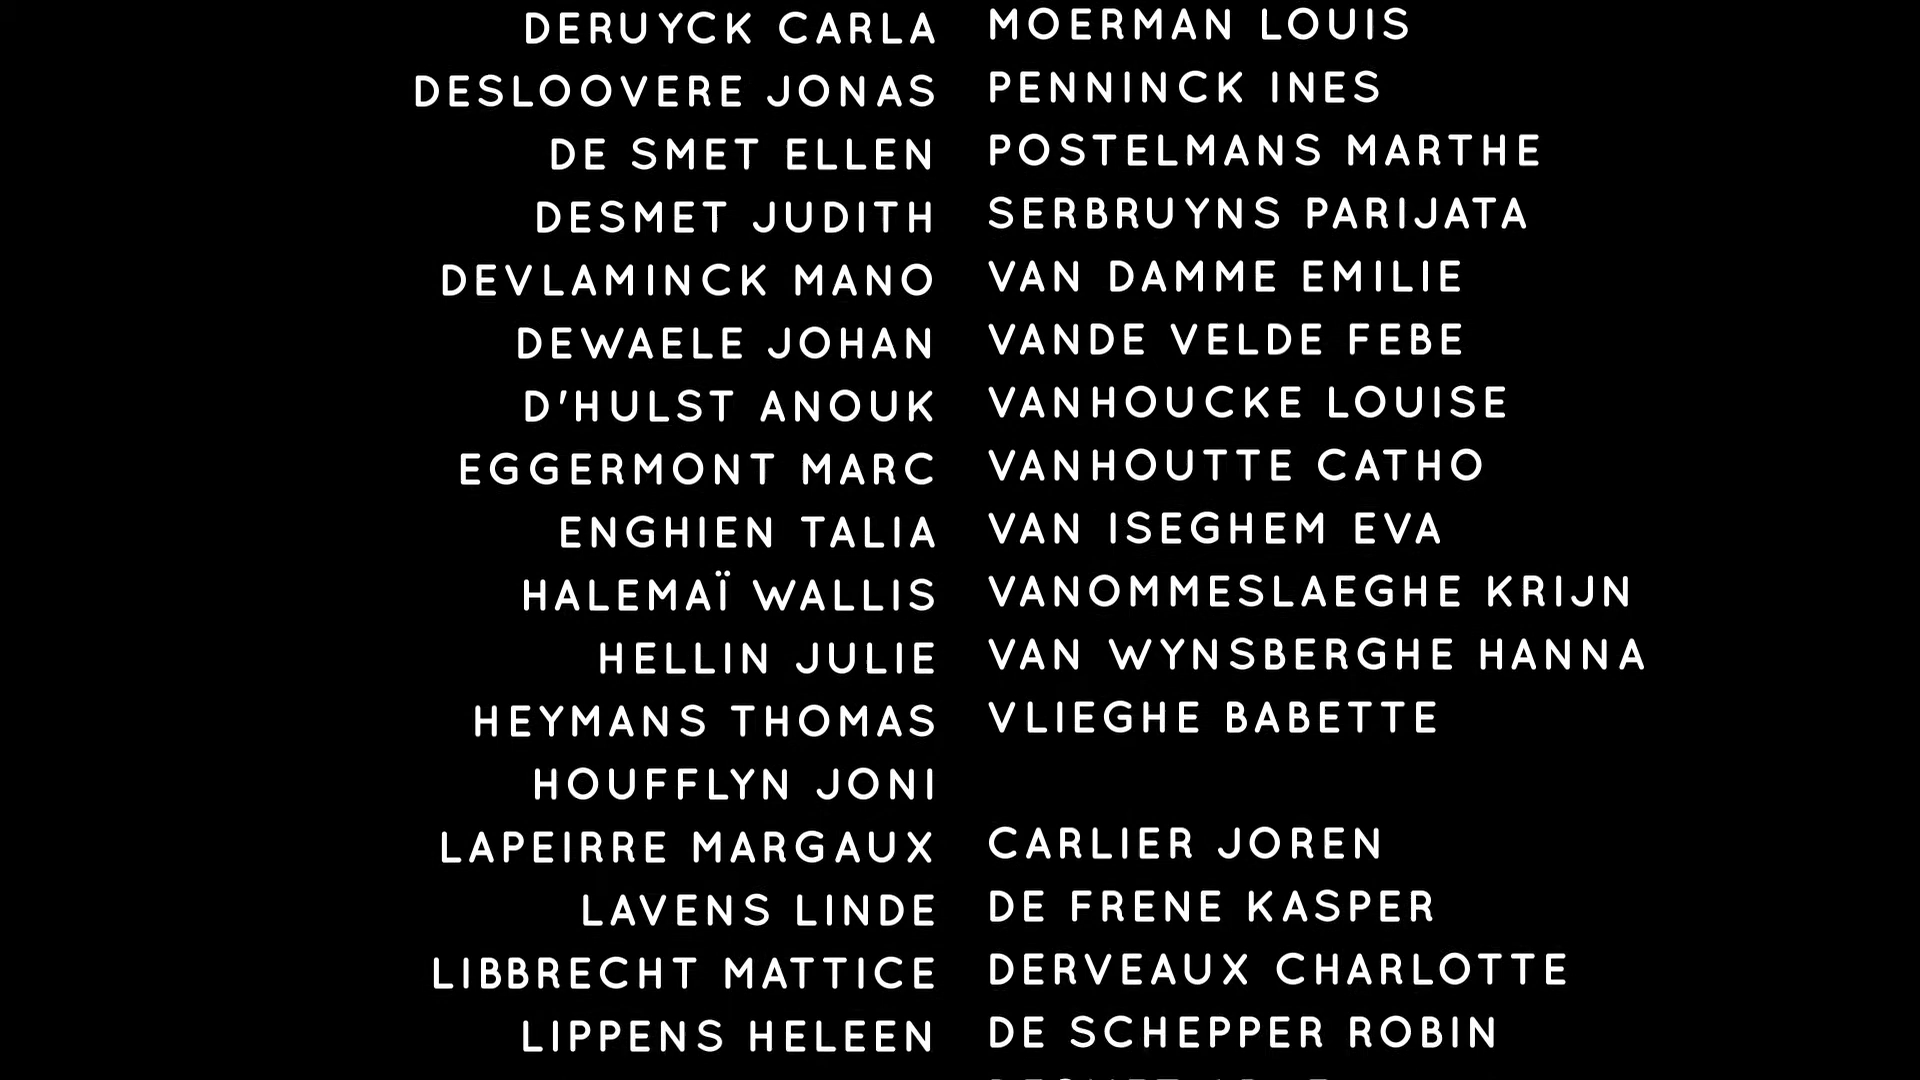 DERUYCK CARLA
DESLOOVERE JONAS
DE SMET ELLEN
DESMET JUDITH
DEVLAMINCK MANO
DEWAELE JOHAN
D'HULST ANOUK
EGGERMONT MARC
ENGHIEN TALIA
HALEMAÏ WALLIS
HELLIN JULIE
HEYMANS THOMAS
HOUFFLYN JONI
LAPEIRRE MARGAUX
LAVENS LINDE
LIBBRECHT MATTICE
LIPPENS HELEEN
MOERMAN LOUIS
PENNINCK INES
POSTELMANS MARTHE
SERBRUYNS PARIJATA
VAN DAMME EMILIE
VANDE VELDE FEBE
VANHOUCKE LOUISE
VANHOUTTE CATHO
VAN ISEGHEM EVA
VANOMMESLAEGHE KRIJN
VAN WYNSBERGHE HANNA
VLIEGHE BABETTE
CARLIER JOREN
DE FRENE KASPER
DERVEAUX CHARLOTTE
DE SCHEPPER ROBIN